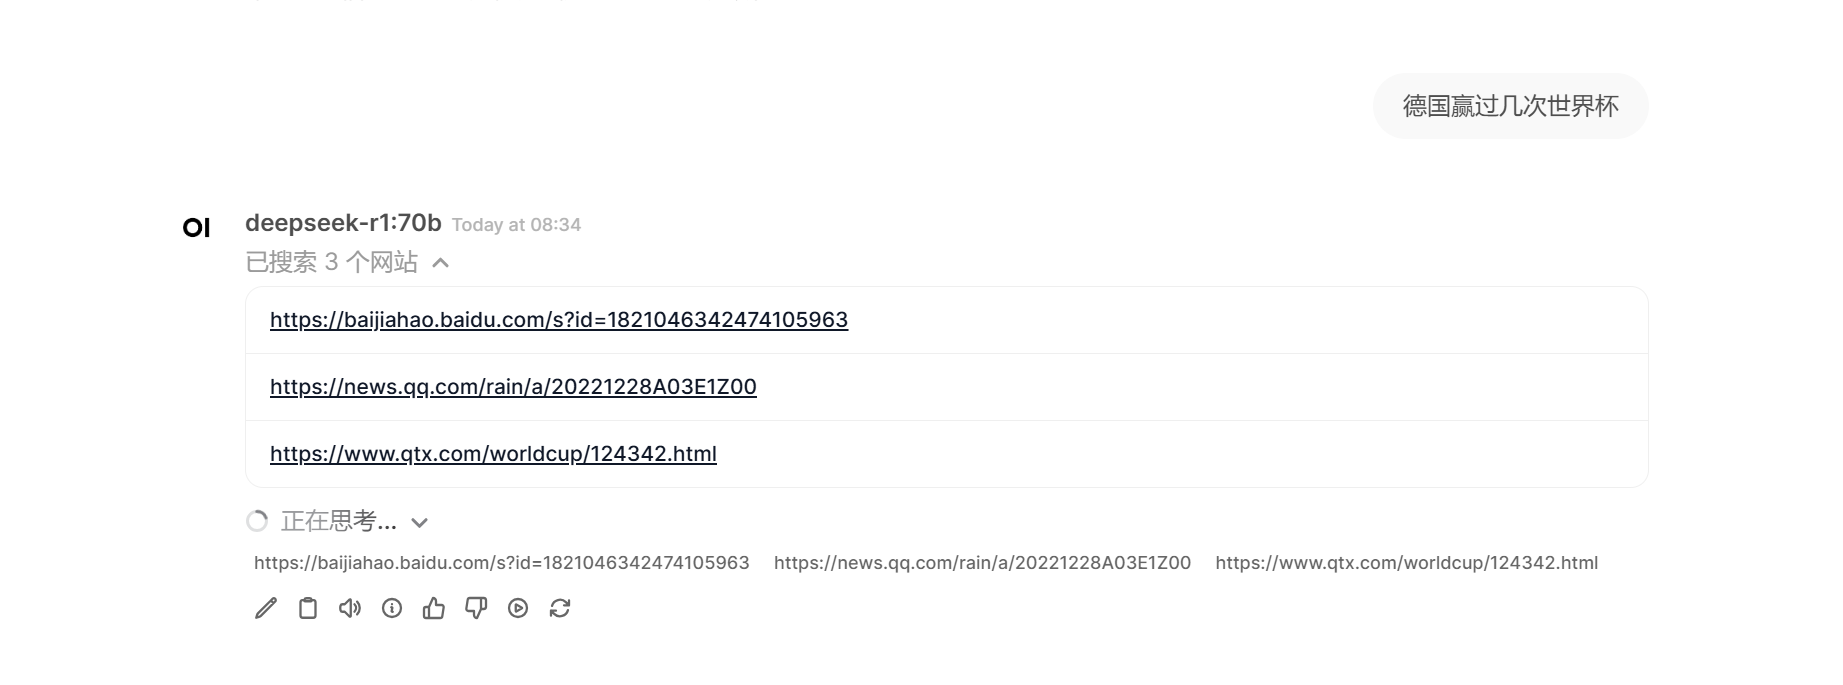 德国赢过几次世界杯
OI
deepseek-r1:70b Today at 08:34
已搜索 3 个网站
https://baijiahao.baidu.com/s?id=1821046342474105963
https://news.qq.com/rain/a/20221228A03E1Z00
https://www.qtx.com/worldcup/124342.html
正在思考...
https://baijiahao.baidu.com/s?id=1821046342474105963 https://news.qq.com/rain/a/20221228A03E1Z00 https://www.qtx.com/worldcup/124342.html